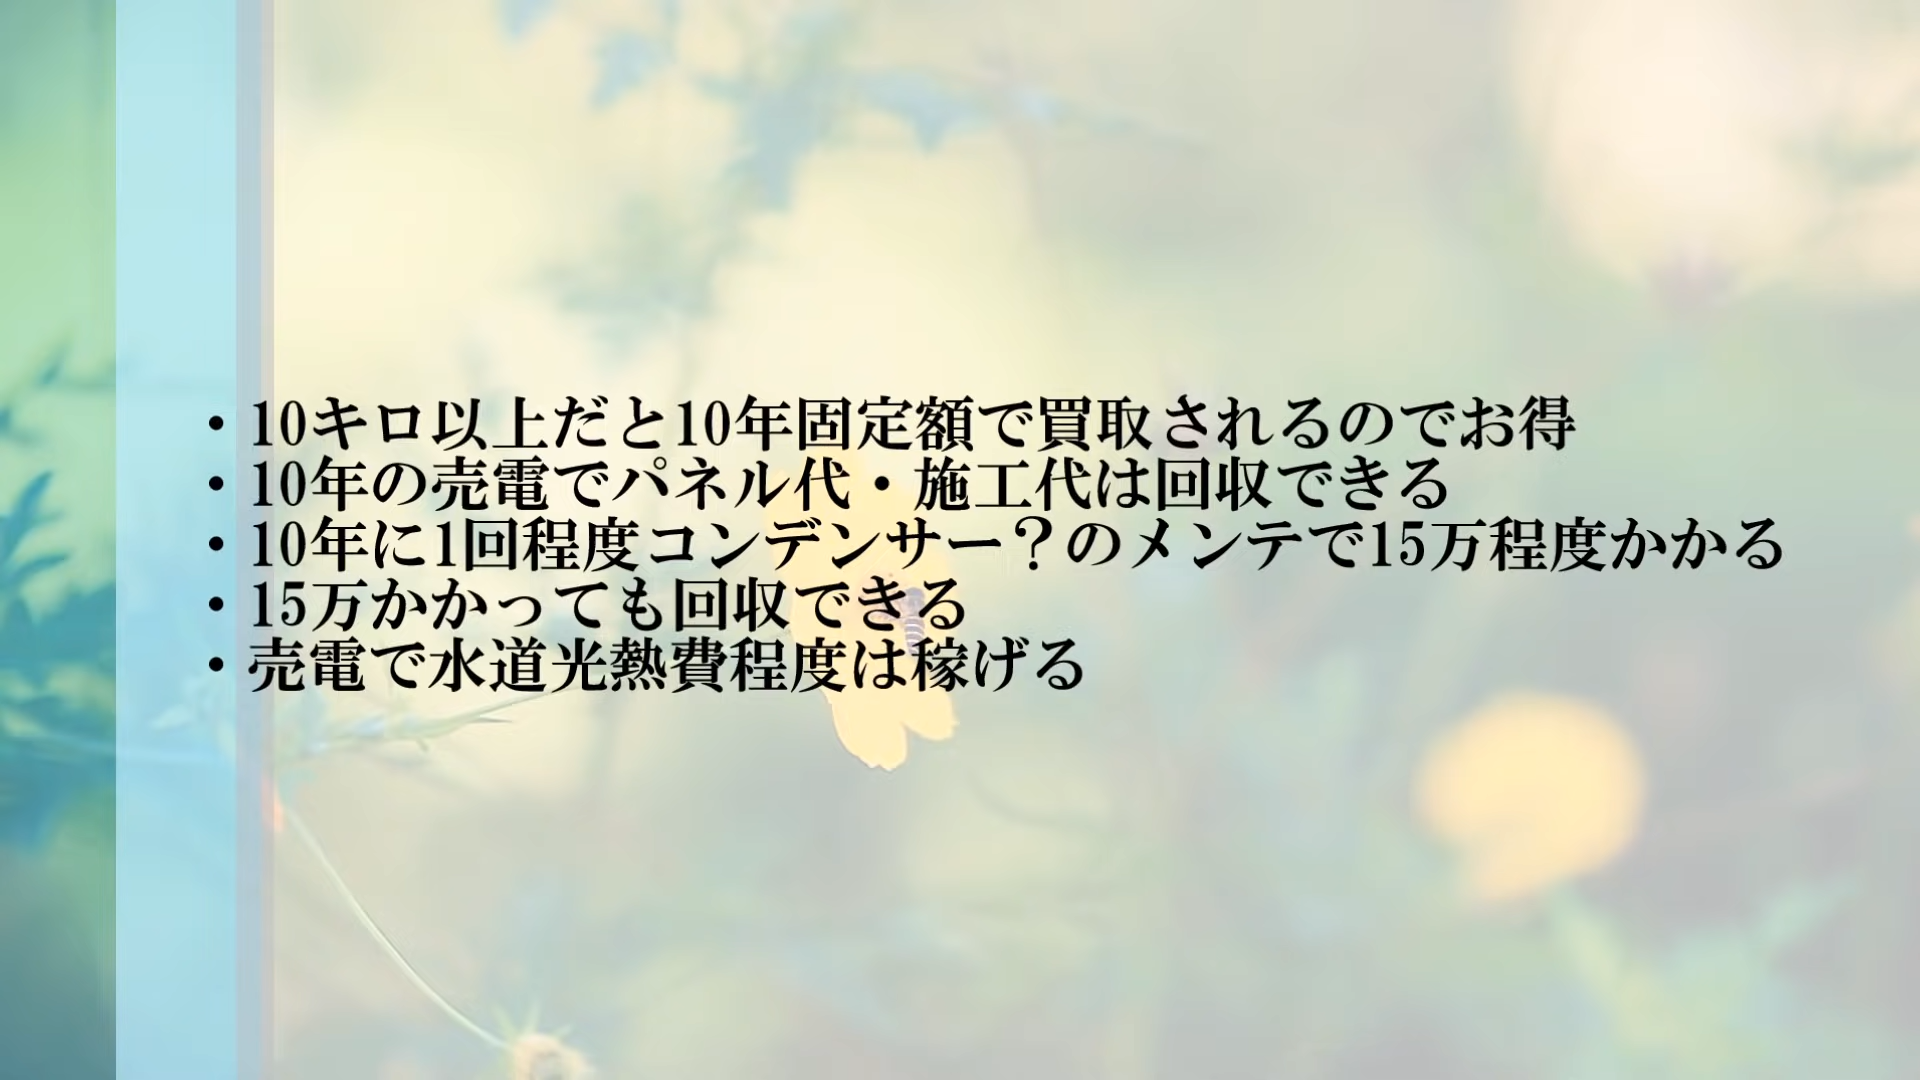 ・10キロ以上だと10年固定額で買取されるのでお得
・10年の売電でパネル代・施工代は回収できる
・10年に1回程度コンデンサー？のメンテで15万程度かかる
・15万かかっても回収できる
・売電で水道光熱費程度は稼げる